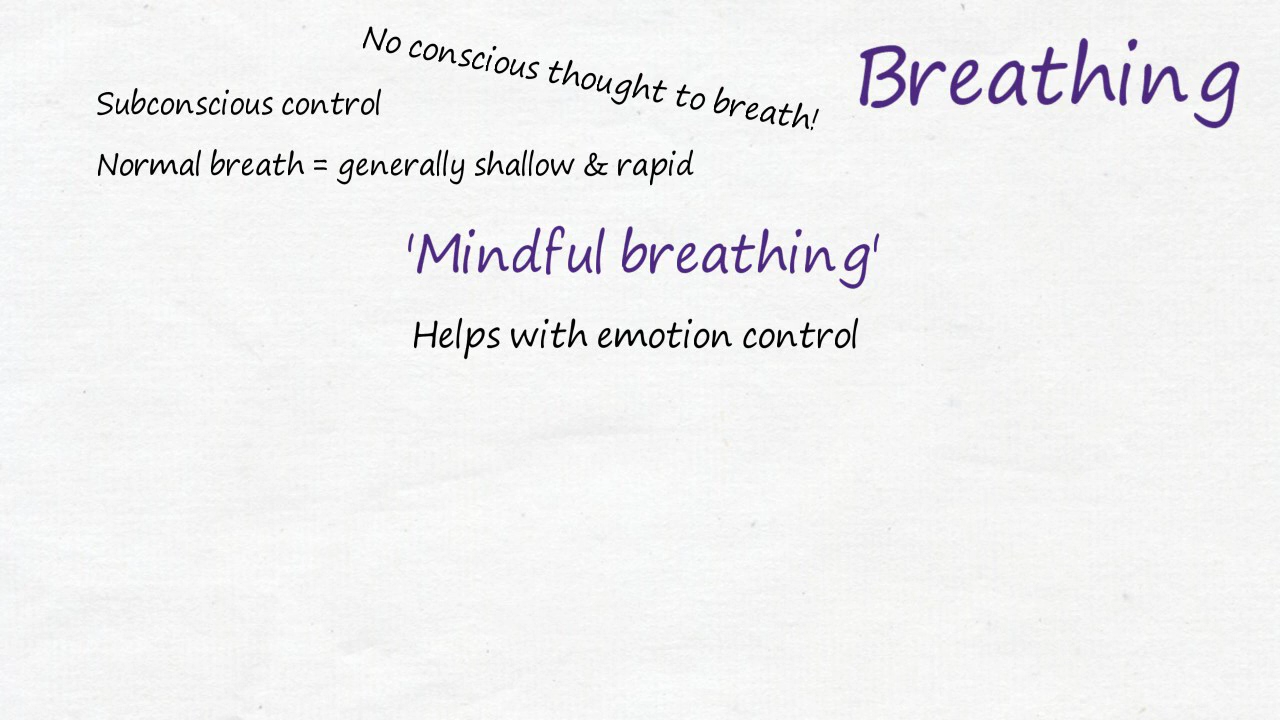 Breathing
No conscious thought to breath!
Subconscious control
Normal breath = generally shallow & rapid
'Mindful breathing'
Helps with emotion control